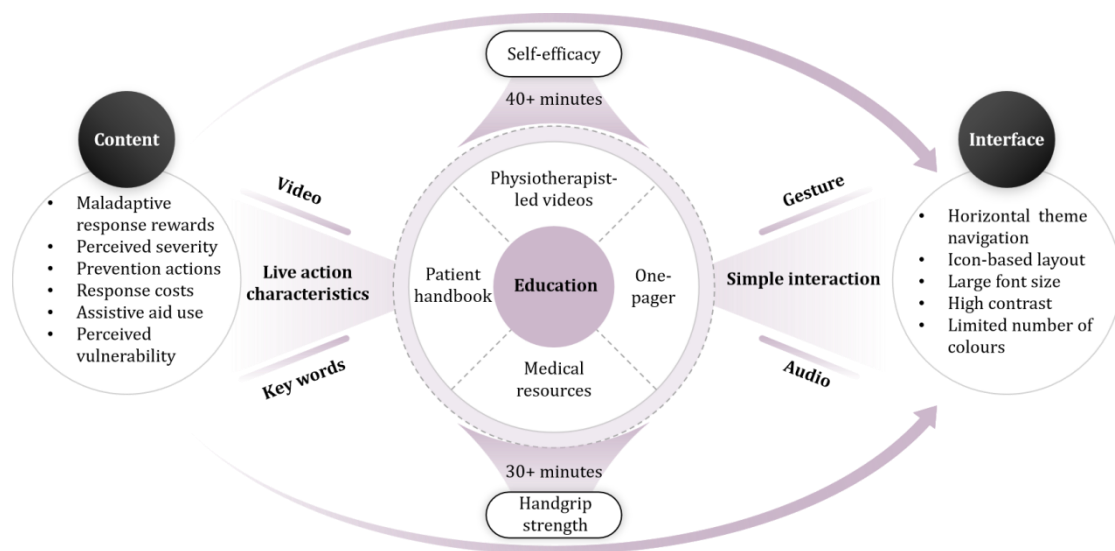 Self-efficacy
40+ minutes
Content
• Maladaptive
response rewards
• Perceived severity
• Prevention actions
• Response costs
• Assistive aid use
• Perceived
vulnerability
Video
Live action
characteristics
Key words
Physiotherapist-
led videos
Patient
handbook
Education
One-
pager
Medical
resources
Gesture
Simple interaction
Audio
Interface
• Horizontal theme
navigation
• Icon-based layout
• Large font size
• High contrast
• Limited number of
colours
30+ minutes
Handgrip
strength